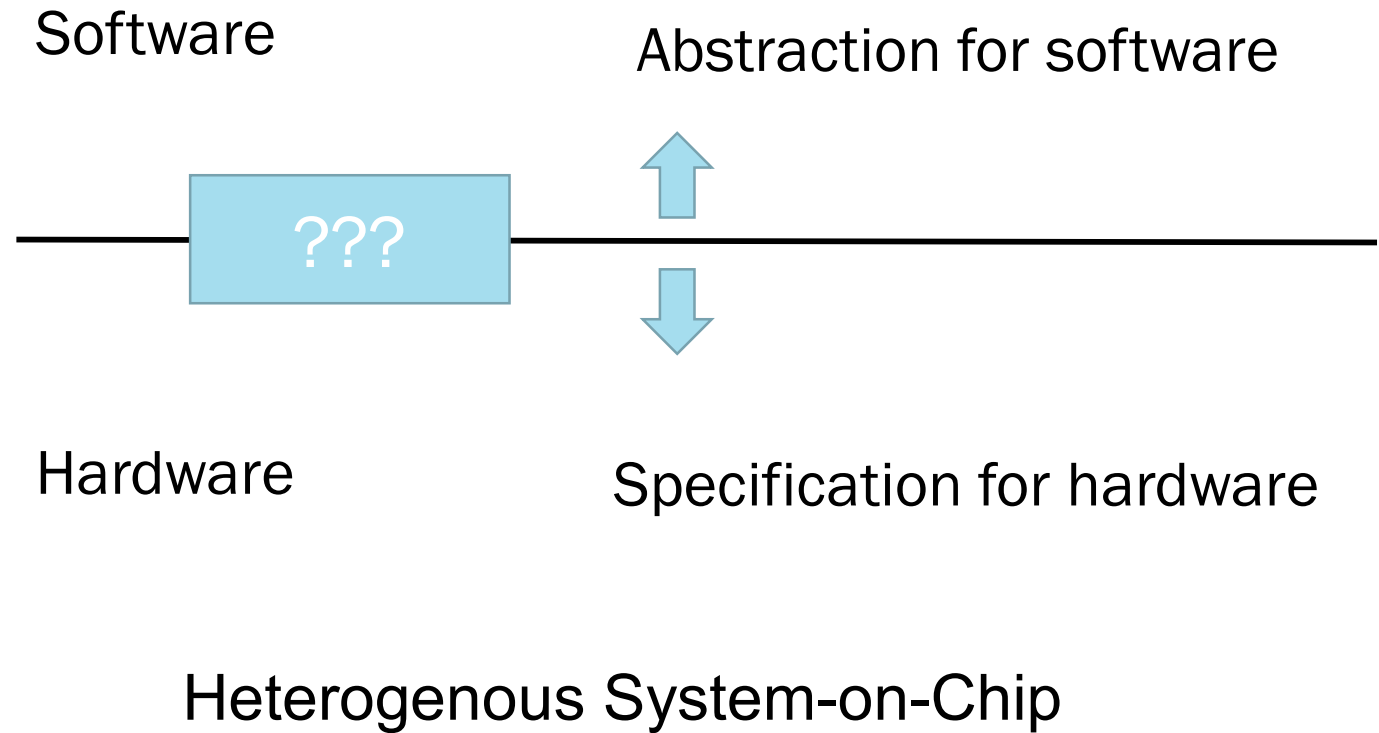 Software
Abstraction for software
???
Hardware
Specification for hardware
Heterogenous System-on-Chip